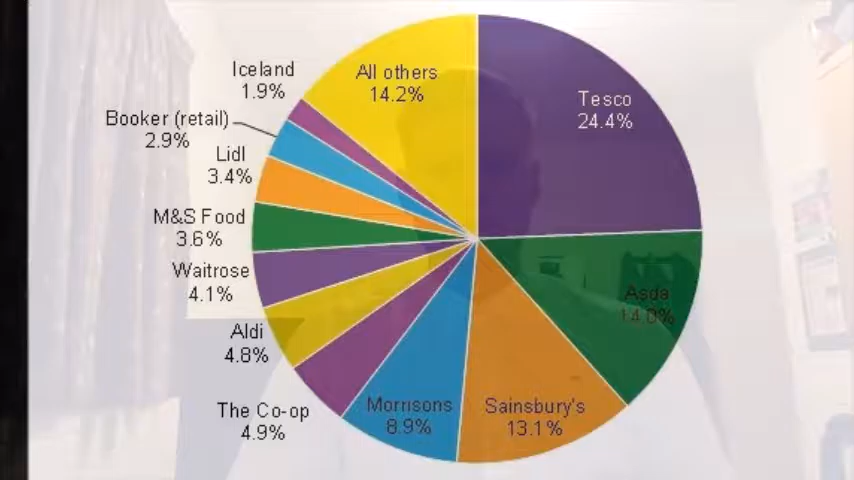 All others
14.2%
Tesco
24.4%
Iceland
1.9%
Booker (retail)
2.9%
Lidl
3.4%
M&S Food
3.6%
Waitrose
4.1%
Asda
14.0%
Aldi
4.8%
The Co-op
4.9%
Morrisons
8.9%
Sainsbury's
13.1%